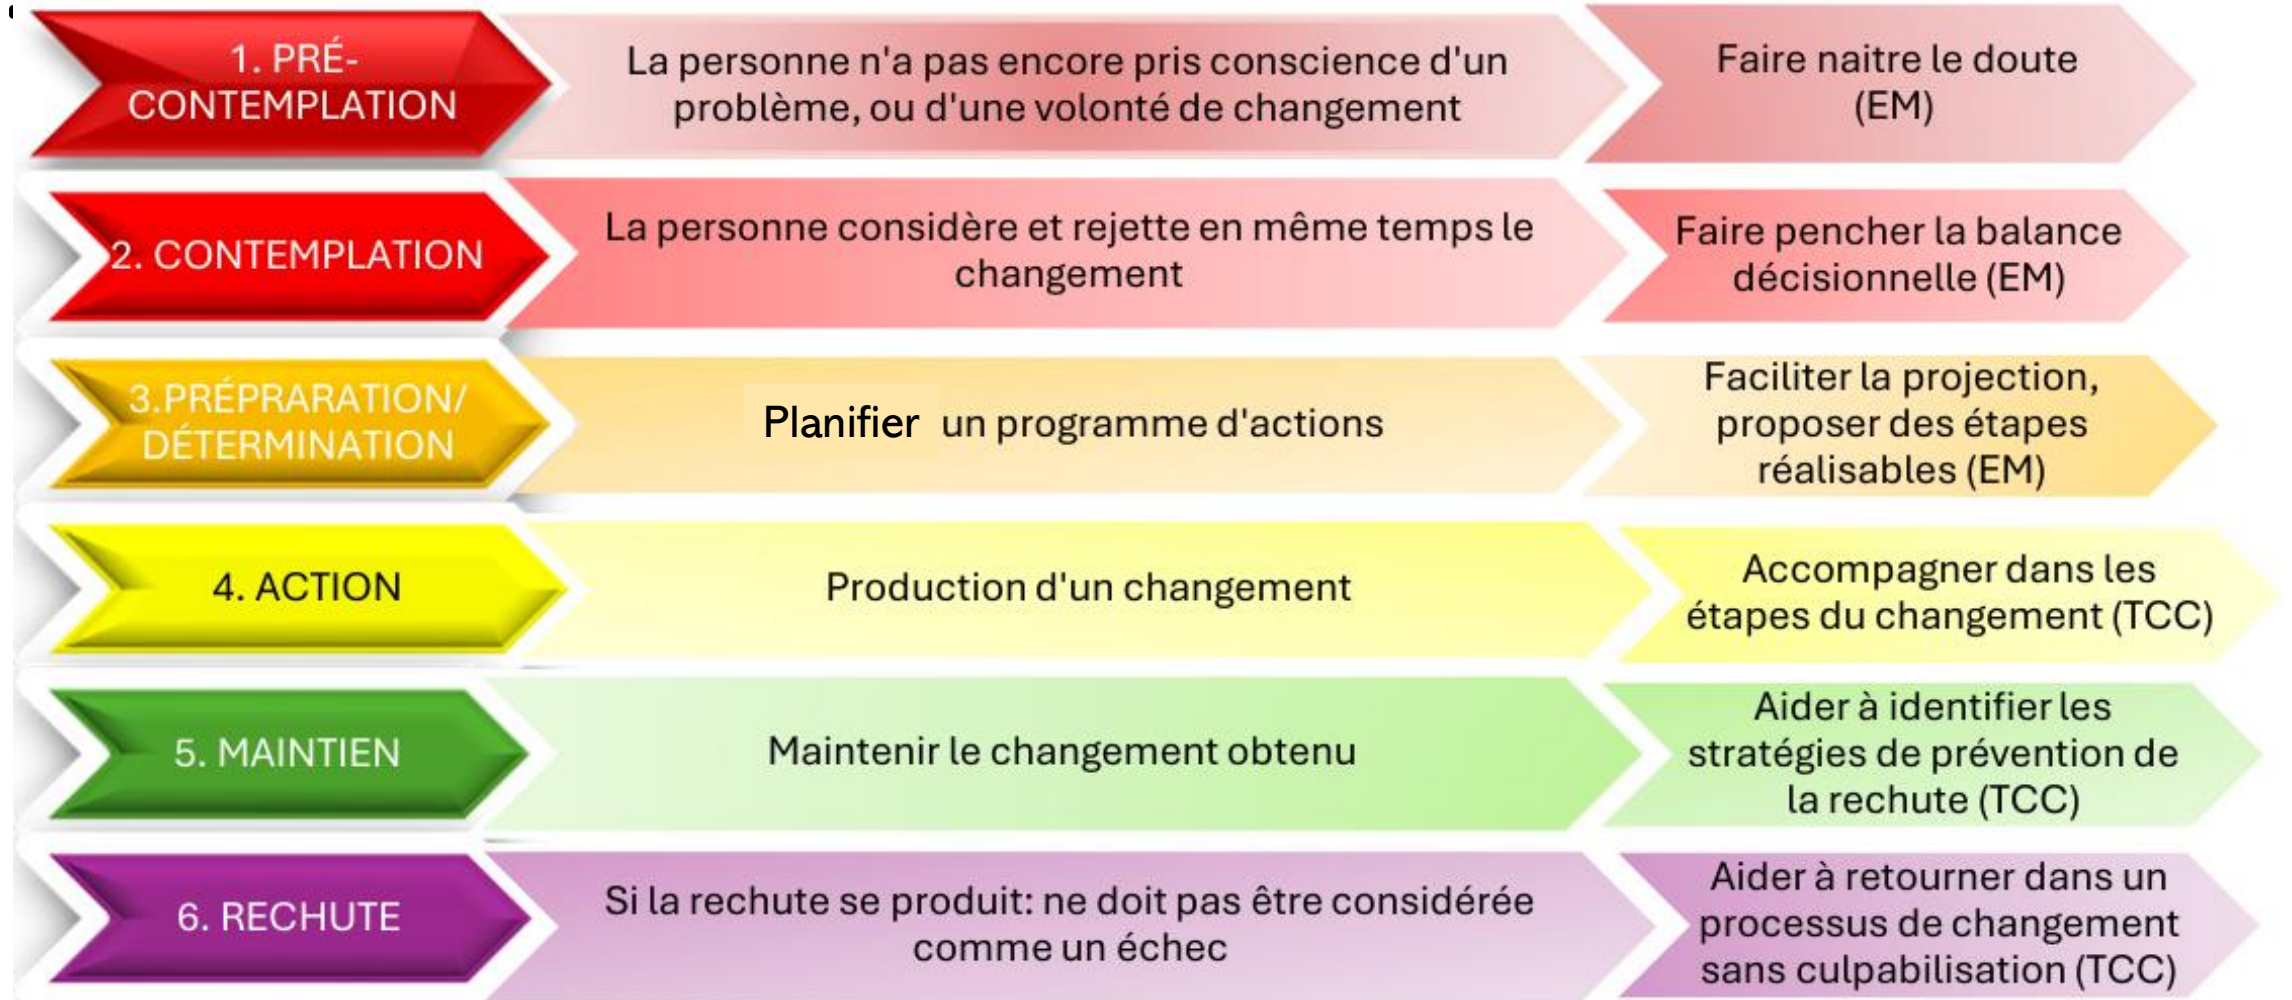 1. PRÉ-
CONTEMPLATION
La personne n'a pas encore pris conscience d'un
problème, ou d'une volonté de changement
Faire naitre le doute
(EM)
2. CONTEMPLATION
La personne considère et rejette en même temps le
changement
Faire pencher la balance
décisionnelle (EM)
3.PRÉPRARATION/
DÉTERMINATION
Planifier un programme d'actions
Faciliter la projection,
proposer des étapes
réalisables (EM)
4. ACTION
Production d'un changement
Accompagner dans les
étapes du changement (TCC)
5. MAINTIEN
Maintenir le changement obtenu
Aider à identifier les
stratégies de prévention de
la rechute (TCC)
6. RECHUTE
Si la rechute se produit: ne doit pas être considérée
comme un échec
Aider à retourner dans un
processus de changement
sans culpabilisation (TCC)